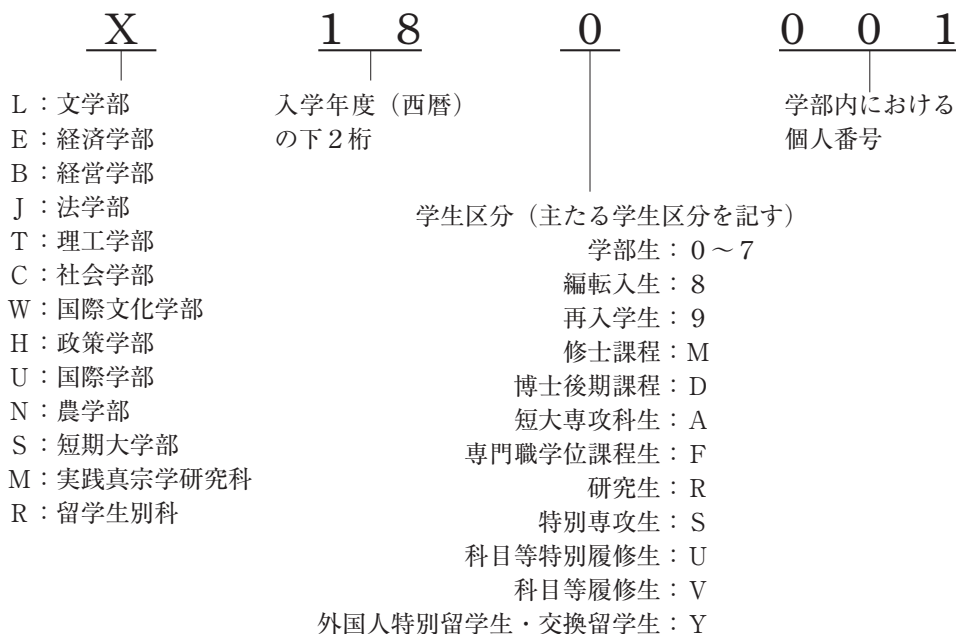 X 1 8 0 0 0 1
L：文学部
E：経済学部
B：経営学部
J：法学部
T：理工学部
C：社会学部
W：国際文化学部
H：政策学部
U：国際学部
N：農学部
S：短期大学部
M：実践真宗学研究科
R：留学生別科
入学年度（西暦）
の下２桁
学生区分（主たる学生区分を記す）
学部生：０～７
編転入生：８
再入学生：９
修士課程：M
博士後期課程：D
短大専攻科生：A
専門職学位課程生：F
研究生：R
特別専攻生：S
科目等特別履修生：U
科目等履修生：V
外国人特別留学生・交換留学生：Y
学部内における
個人番号